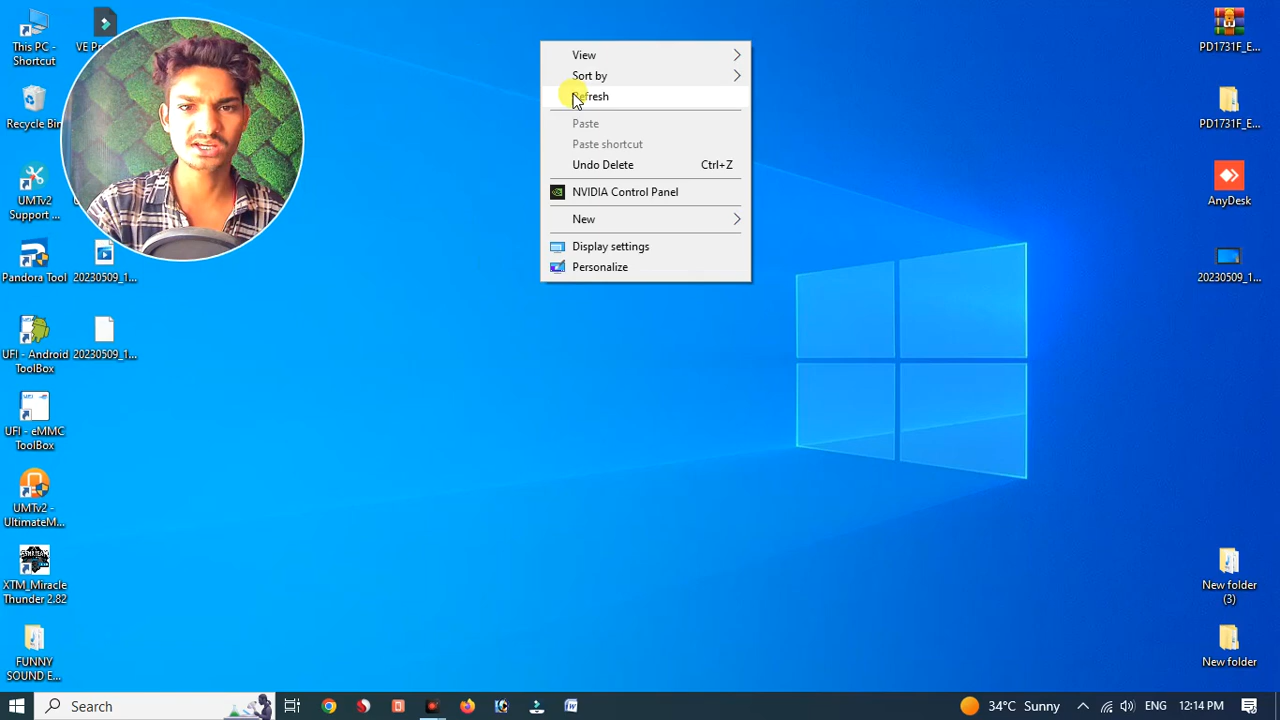 This PC -
Shortcut
VE Pr
Recycle Bin
UMTv2
Support ...
Pandora Tool
20230509_1...
UFI - Android
ToolBox
20230509_1...
UFI - eMMC
ToolBox
UMTv2 -
UltimateM...
XTM_Miracle
Thunder 2.82
FUNNY
SOUND E...
View
Sort by
Refresh
Paste
Paste shortcut
Undo Delete Ctrl+Z
NVIDIA Control Panel
New
Display settings
Personalize
PD1731F_E...
PD1731F_E...
AnyDesk
20230509_1...
New folder
(3)
New folder
Search
34°C Sunny
ENG
12:14 PM